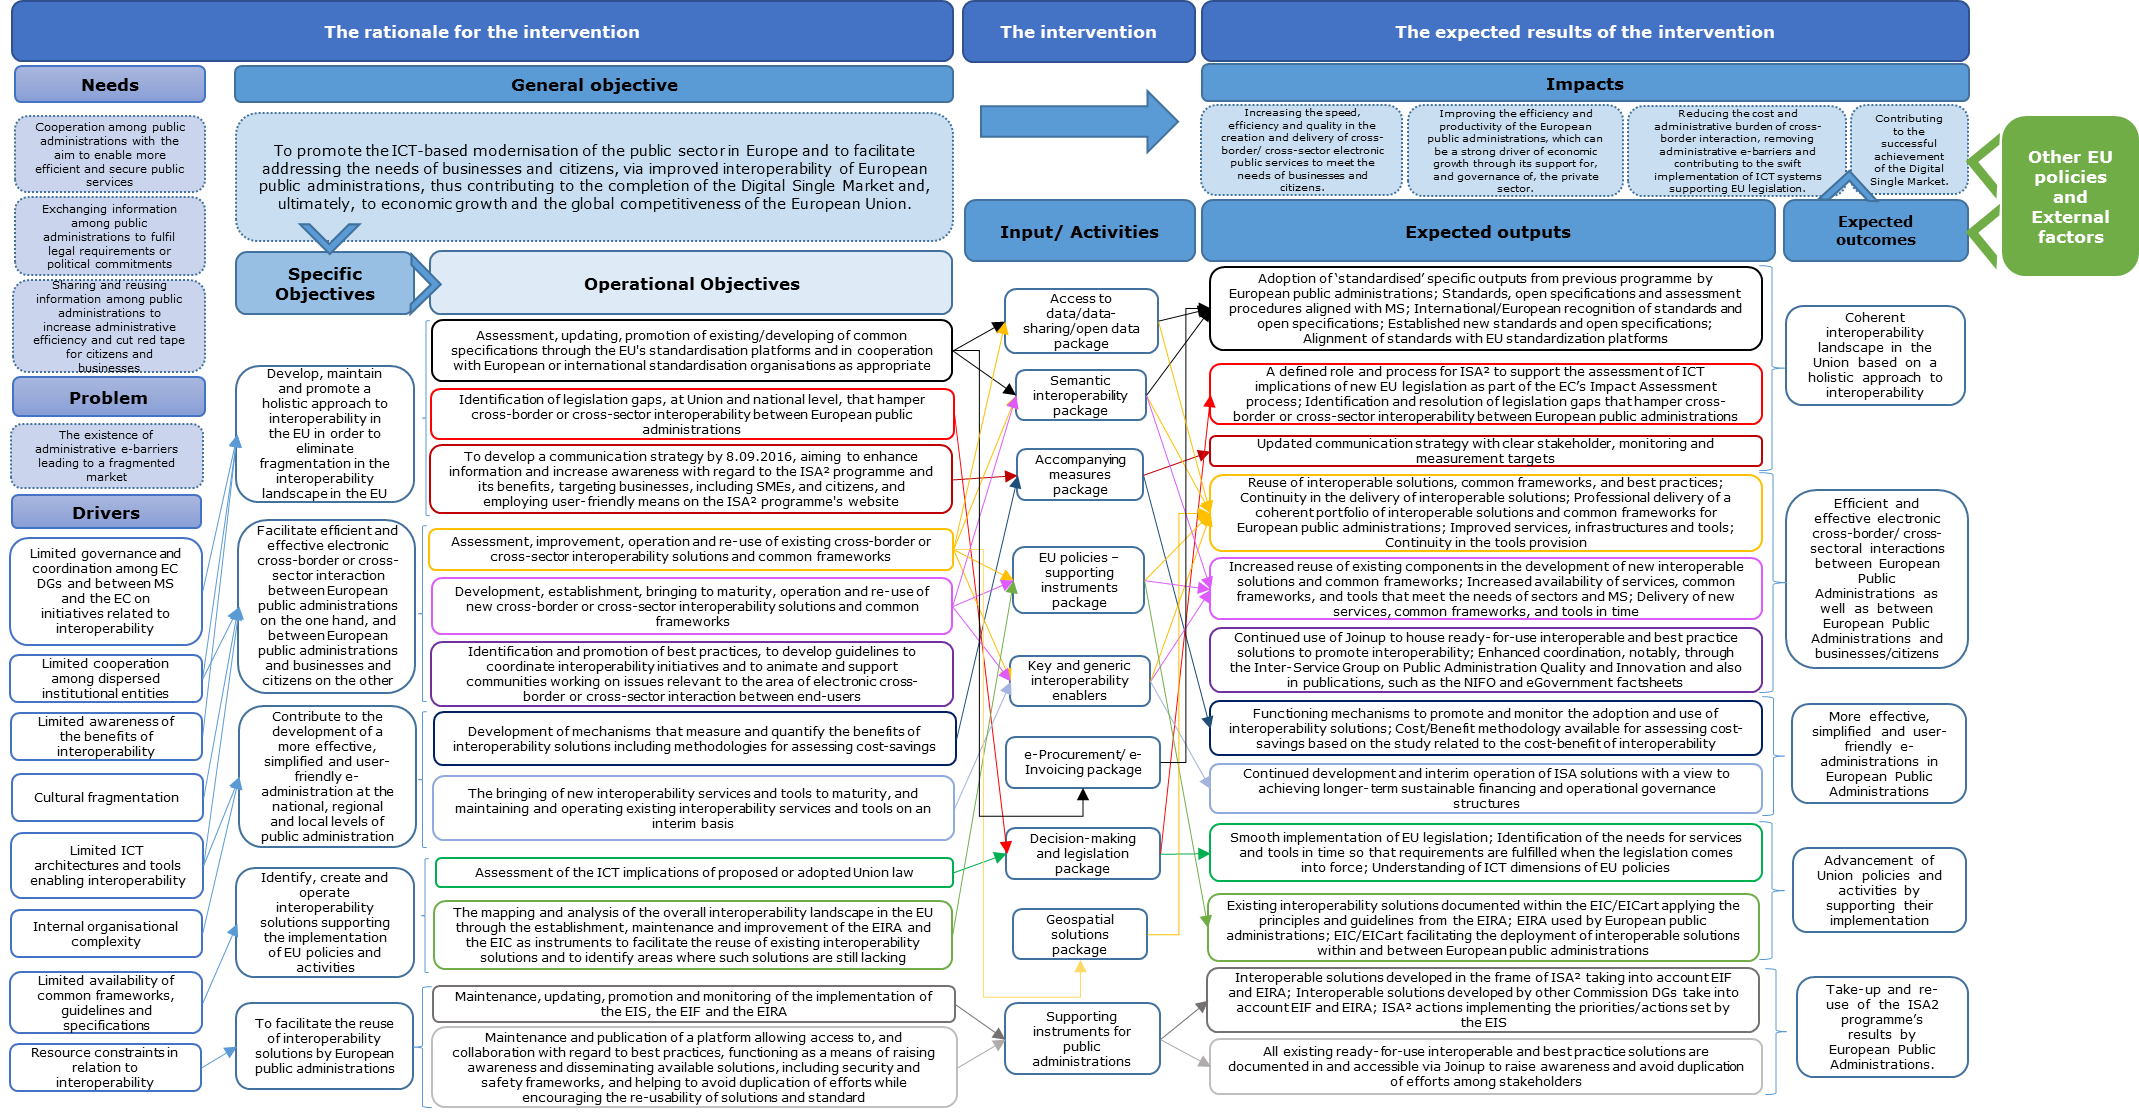 The rationale for the intervention
The intervention
The expected results of the intervention
Needs
General objective
Impacts
Cooperation among public
administrations with the
aim to enable more
efficient and secure public
services
Exchanging information
among public
administrations to fulfil
legal requirements or
political commitments
Sharing and reusing
information among public
administrations to
increase administrative
efficiency and cut red tape
for citizens and
businesses
Problem
The existence of
administrative e-barriers
leading to a fragmented
market
Drivers
Limited governance and
coordination among EC
DGs and between MS
and the EC on
initiatives related to
interoperability
Limited cooperation
among dispersed
institutional entities
Limited awareness of
the benefits of
interoperability
Cultural fragmentation
Limited ICT
architectures and tools
enabling interoperability
Internal organisational
complexity
Limited availability of
common frameworks,
guidelines and
specifications
Resource constraints in
relation to
interoperability
To promote the ICT-based modernisation of the public sector in Europe and to facilitate
addressing the needs of businesses and citizens, via improved interoperability of European
public administrations, thus contributing to the completion of the Digital Single Market and,
ultimately, to economic growth and the global competitiveness of the European Union.
Specific
Objectives
Operational Objectives
Develop, maintain
and promote a
holistic approach to
interoperability in
the EU in order to
eliminate
fragmentation in the
interoperability
landscape in the EU
Facilitate efficient and
effective electronic
cross-border or cross-
sector interaction
between European
public administrations
on the one hand, and
between European
public administrations
and businesses and
citizens on the other
Contribute to the
development of a
more effective,
simplified and user-
friendly e-
administration at the
national, regional
and local levels of
public administration
Identify, create and
operate
interoperability
solutions supporting
the implementation
of EU policies and
activities
To facilitate the reuse
of interoperability
solutions by European
public administrations
Assessment, updating, promotion of existing/developing of common
specifications through the EU's standardisation platforms and in cooperation
with European or international standardisation organisations as appropriate
Identification of legislation gaps, at Union and national level, that hamper
cross-border or cross-sector interoperability between European public
administrations
To develop a communication strategy by 8.09.2016, aiming to enhance
information and increase awareness with regard to the ISA² programme and
its benefits, targeting businesses, including SMEs, and citizens, and
employing user-friendly means on the ISA² programme's website
Assessment, improvement, operation and re-use of existing cross-border or
cross-sector interoperability solutions and common frameworks
Development, establishment, bringing to maturity, operation and re-use of
new cross-border or cross-sector interoperability solutions and common
frameworks
Identification and promotion of best practices, to develop guidelines to
coordinate interoperability initiatives and to animate and support
communities working on issues relevant to the area of electronic cross-
border or cross-sector interaction between end-users
Development of mechanisms that measure and quantify the benefits of
interoperability solutions including methodologies for assessing cost-savings
The bringing of new interoperability services and tools to maturity, and
maintaining and operating existing interoperability services and tools on an
interim basis
Assessment of the ICT implications of proposed or adopted Union law
The mapping and analysis of the overall interoperability landscape in the EU
through the establishment, maintenance and improvement of the EIRA and
the EIC as instruments to facilitate the reuse of existing interoperability
solutions and to identify areas where such solutions are still lacking
Maintenance, updating, promotion and monitoring of the implementation of
the EIS, the EIF and the EIRA
Maintenance and publication of a platform allowing access to, and
collaboration with regard to best practices, functioning as a means of raising
awareness and disseminating available solutions, including security and
safety frameworks, and helping to avoid duplication of efforts while
encouraging the re-usability of solutions and standard
Input/ Activities
Access to
data/data-
sharing/open data
package
Semantic
interoperability
package
Accompanying
measures
package
EU policies –
supporting
instruments
package
Key and generic
interoperability
enablers
e-Procurement/ e-
Invoicing package
Decision-making
and legislation
package
Geospatial
solutions
package
Supporting
instruments for
public
administrations
Increasing the speed,
efficiency and quality in the
creation and delivery of cross-
border/ cross-sector electronic
public services to meet the
needs of businesses and
citizens.
Improving the efficiency and
productivity of the European
public administrations, which can
be a strong driver of economic
growth through its support for,
and governance of, the private
sector.
Reducing the cost and
administrative burden of cross-
border interaction, removing
administrative e-barriers and
contributing to the swift
implementation of ICT systems
supporting EU legislation.
Contributing
to the
successful
achievement
of the Digital
Single Market.
Other EU
policies
and
External
factors
Expected outputs
Expected
outcomes
Adoption of ‘standardised’ specific outputs from previous programme by
European public administrations; Standards, open specifications and assessment
procedures aligned with MS; International/European recognition of standards and
open specifications; Established new standards and open specifications;
Alignment of standards with EU standardization platforms
A defined role and process for ISA² to support the assessment of ICT
implications of new EU legislation as part of the EC’s Impact Assessment
process; Identification and resolution of legislation gaps that hamper cross-
border or cross-sector interoperability between European public administrations
Updated communication strategy with clear stakeholder, monitoring and
measurement targets
Reuse of interoperable solutions, common frameworks, and best practices;
Continuity in the delivery of interoperable solutions; Professional delivery of a
coherent portfolio of interoperable solutions and common frameworks for
European public administrations; Improved services, infrastructures and tools;
Continuity in the tools provision
Increased reuse of existing components in the development of new interoperable
solutions and common frameworks; Increased availability of services, common
frameworks, and tools that meet the needs of sectors and MS; Delivery of new
services, common frameworks, and tools in time
Continued use of Joinup to house ready-for-use interoperable and best practice
solutions to promote interoperability; Enhanced coordination, notably, through
the Inter-Service Group on Public Administration Quality and Innovation and also
in publications, such as the NIFO and eGovernment factsheets
Functioning mechanisms to promote and monitor the adoption and use of
interoperability solutions; Cost/Benefit methodology available for assessing cost-
savings based on the study related to the cost-benefit of interoperability
Continued development and interim operation of ISA solutions with a view to
achieving longer-term sustainable financing and operational governance
structures
Smooth implementation of EU legislation; Identification of the needs for services
and tools in time so that requirements are fulfilled when the legislation comes
into force; Understanding of ICT dimensions of EU policies
Existing interoperability solutions documented within the EIC/EICart applying the
principles and guidelines from the EIRA; EIRA used by European public
administrations; EIC/EICart facilitating the deployment of interoperable solutions
within and between European public administrations
Interoperable solutions developed in the frame of ISA² taking into account EIF
and EIRA; Interoperable solutions developed by other Commission DGs take into
account EIF and EIRA; ISA² actions implementing the priorities/actions set by
the EIS
All existing ready-for-use interoperable and best practice solutions are
documented in and accessible via Joinup to raise awareness and avoid duplication
of efforts among stakeholders
Coherent
interoperability
landscape in the
Union based on a
holistic approach to
interoperability
Efficient and
effective electronic
cross-border/ cross-
sectoral interactions
between European
Public
Administrations as
well as between
European Public
Administrations and
businesses/citizens
More effective,
simplified and user-
friendly e-
administrations in
European Public
Administrations
Advancement of
Union policies and
activities by
supporting their
implementation
Take-up and re-
use of the ISA2
programme’s
results by
European Public
Administrations.